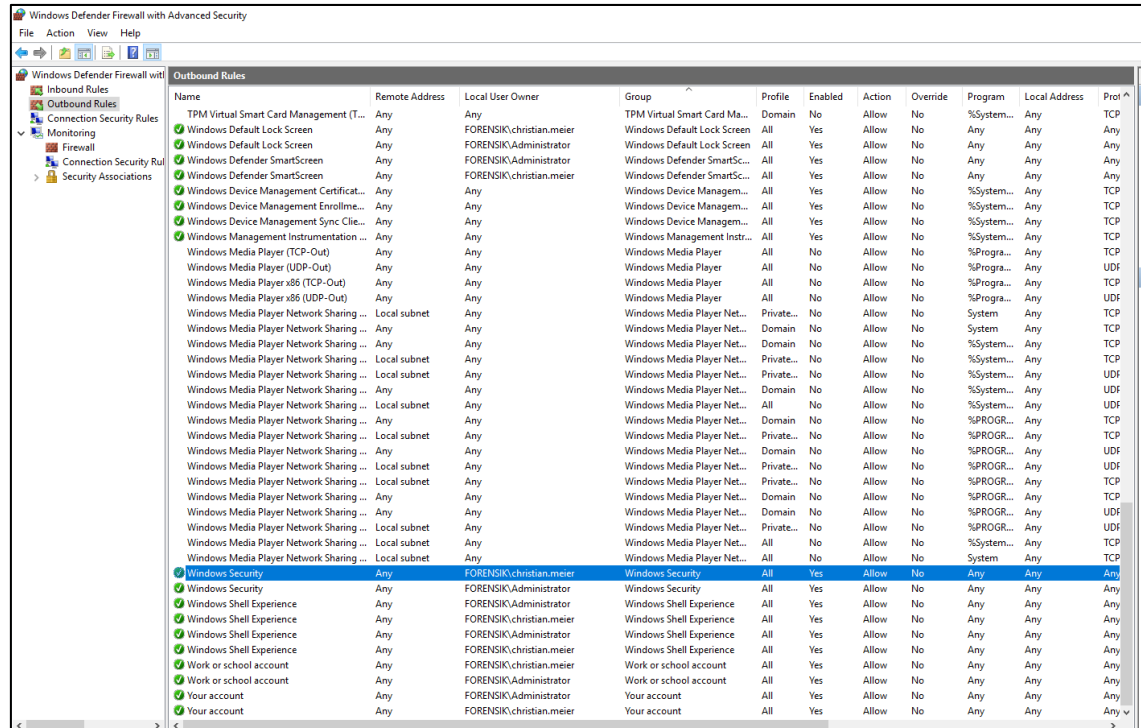 Windows Defender Firewall with Advanced Security
File Action View Help
Windows Defender Firewall witl
Inbound Rules
Outbound Rules
Connection Security Rules
Monitoring
Firewall
Connection Security Rul
Security Associations
Outbound Rules
Name Remote Address Local User Owner Group Profile Enabled Action Override Program Local Address Prot
TPM Virtual Smart Card Management (T... Any Any TPM Virtual Smart Card Ma... Domain No Allow No %System... Any TCP
Windows Default Lock Screen Any FORENSIK\christian.meier Windows Default Lock Screen All Yes Allow No Any Any Any
Windows Default Lock Screen Any FORENSIK\Administrator Windows Default Lock Screen All Yes Allow No Any Any Any
Windows Defender SmartScreen Any FORENSIK\Administrator Windows Defender SmartSc... All Yes Allow No Any Any Any
Windows Defender SmartScreen Any FORENSIK\christian.meier Windows Defender SmartSc... All Yes Allow No Any Any Any
Windows Device Management Certificat... Any Any Windows Device Managem... All Yes Allow No %System... Any TCP
Windows Device Management Enrollme... Any Any Windows Device Managem... All Yes Allow No %System... Any TCP
Windows Device Management Sync Clie... Any Any Windows Device Managem... All Yes Allow No %System... Any TCP
Windows Management Instrumentation ... Any Any Windows Management Instr... All Yes Allow No %System... Any TCP
Windows Media Player (TCP-Out) Any Any Windows Media Player All No Allow No %Progra... Any TCP
Windows Media Player (UDP-Out) Any Any Windows Media Player All No Allow No %Progra... Any UDP
Windows Media Player x86 (TCP-Out) Any Any Windows Media Player All No Allow No %Progra... Any TCP
Windows Media Player x86 (UDP-Out) Any Any Windows Media Player All No Allow No %Progra... Any UDP
Windows Media Player Network Sharing ... Local subnet Any Windows Media Player Net... Private... No Allow No System Any TCP
Windows Media Player Network Sharing ... Any Any Windows Media Player Net... Domain No Allow No System Any TCP
Windows Media Player Network Sharing ... Any Any Windows Media Player Net... Domain No Allow No %System... Any TCP
Windows Media Player Network Sharing ... Local subnet Any Windows Media Player Net... Private... No Allow No %System... Any TCP
Windows Media Player Network Sharing ... Local subnet Any Windows Media Player Net... Private... No Allow No %System... Any UDP
Windows Media Player Network Sharing ... Any Any Windows Media Player Net... Domain No Allow No %System... Any UDP
Windows Media Player Network Sharing ... Local subnet Any Windows Media Player Net... All No Allow No %System... Any UDP
Windows Media Player Network Sharing ... Any Any Windows Media Player Net... Domain No Allow No %PROGR... Any TCP
Windows Media Player Network Sharing ... Local subnet Any Windows Media Player Net... Private... No Allow No %PROGR... Any TCP
Windows Media Player Network Sharing ... Any Any Windows Media Player Net... Domain No Allow No %PROGR... Any UDP
Windows Media Player Network Sharing ... Local subnet Any Windows Media Player Net... Private... No Allow No %PROGR... Any UDP
Windows Media Player Network Sharing ... Local subnet Any Windows Media Player Net... Private... No Allow No %PROGR... Any TCP
Windows Media Player Network Sharing ... Any Any Windows Media Player Net... Domain No Allow No %PROGR... Any TCP
Windows Media Player Network Sharing ... Any Any Windows Media Player Net... Domain No Allow No %PROGR... Any UDP
Windows Media Player Network Sharing ... Local subnet Any Windows Media Player Net... Private... No Allow No %PROGR... Any UDP
Windows Media Player Network Sharing ... Local subnet Any Windows Media Player Net... All No Allow No %System... Any TCP
Windows Media Player Network Sharing ... Local subnet Any Windows Media Player Net... All No Allow No System Any TCP
Windows Security Any FORENSIK\christian.meier Windows Security All Yes Allow No Any Any Any
Windows Security Any FORENSIK\Administrator Windows Security All Yes Allow No Any Any Any
Windows Shell Experience Any FORENSIK\Administrator Windows Shell Experience All Yes Allow No Any Any Any
Windows Shell Experience Any FORENSIK\christian.meier Windows Shell Experience All Yes Allow No Any Any Any
Windows Shell Experience Any FORENSIK\Administrator Windows Shell Experience All Yes Allow No Any Any Any
Windows Shell Experience Any FORENSIK\christian.meier Windows Shell Experience All Yes Allow No Any Any Any
Work or school account Any FORENSIK\christian.meier Work or school account All Yes Allow No Any Any Any
Work or school account Any FORENSIK\Administrator Work or school account All Yes Allow No Any Any Any
Your account Any FORENSIK\Administrator Your account All Yes Allow No Any Any Any
Your account Any FORENSIK\christian.meier Your account All Yes Allow No Any Any Any